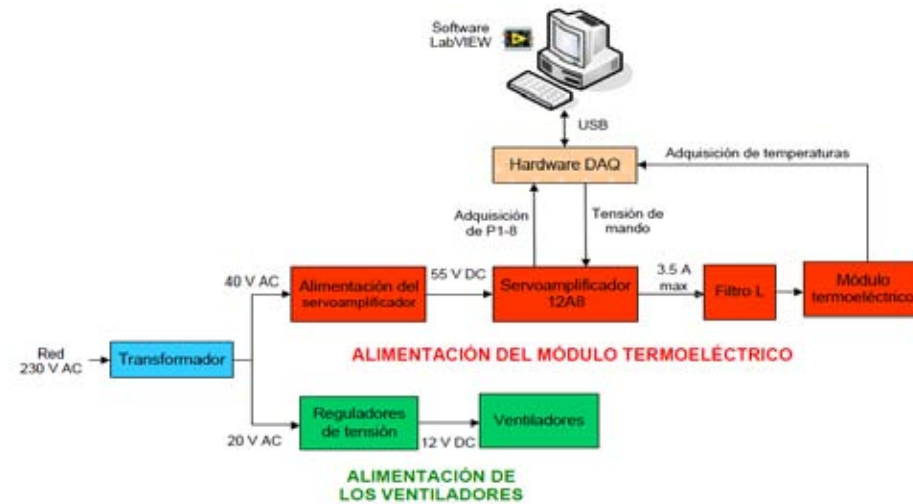 Software
LabVIEW
USB
Hardware DAQ
Adquisición de temperaturas
Adquisición
de P1-8
Tensión de
mando
40 V AC
Alimentación del
servoamplificador
55 V DC
Servoamplificador
12A8
3.5 A
max
Filtro L
Módulo
termoeléctrico
Red
230 V AC
Transformador
ALIMENTACIÓN DEL MÓDULO TERMOELÉCTRICO
20 V AC
Reguladores
de tensión
12 V DC
Ventiladores
ALIMENTACIÓN DE
LOS VENTILADORES